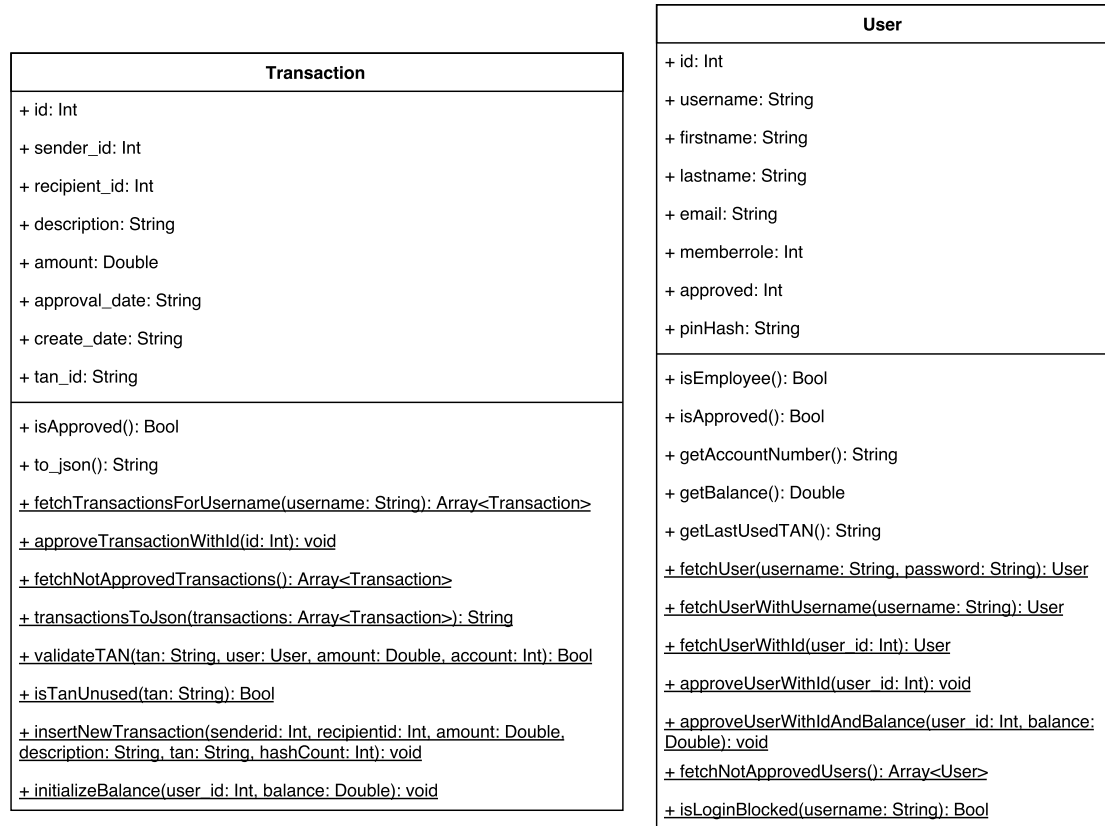 Transaction
+ id: Int
+ sender_id: Int
+ recipient_id: Int
+ description: String
+ amount: Double
+ approval_date: String
+ create_date: String
+ tan_id: String
+ isApproved(): Bool
+ to_json(): String
+ fetchTransactionsForUsername(username: String): Array<Transaction>
+ approveTransactionWithId(id: Int): void
+ fetchNotApprovedTransactions(): Array<Transaction>
+ transactionsToJson(transactions: Array<Transaction>): String
+ validateTAN(tan: String, user: User, amount: Double, account: Int): Bool
+ isTanUnused(tan: String): Bool
+ insertNewTransaction(senderid: Int, recipientid: Int, amount: Double,
description: String, tan: String, hashCount: Int): void
+ initializeBalance(user_id: Int, balance: Double): void
User
+ id: Int
+ username: String
+ firstname: String
+ lastname: String
+ email: String
+ memberrole: Int
+ approved: Int
+ pinHash: String
+ isEmployee(): Bool
+ isApproved(): Bool
+ getAccountNumber(): String
+ getBalance(): Double
+ getLastUsedTAN(): String
+ fetchUser(username: String, password: String): User
+ fetchUserWithUsername(username: String): User
+ fetchUserWithId(user_id: Int): User
+ approveUserWithId(user_id: Int): void
+ approveUserWithIdAndBalance(user_id: Int, balance:
Double): void
+ fetchNotApprovedUsers(): Array<User>
+ isLoginBlocked(username: String): Bool